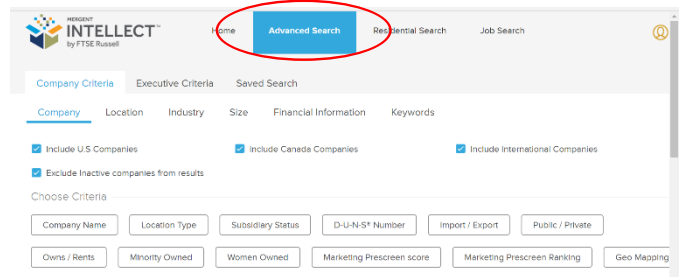 MERGENT
INTELLECT™
by FTSE Russell
Home Advanced Search Residential Search Job Search
Company Criteria Executive Criteria Saved Search
Company Location Industry Size Financial Information Keywords
Include U.S Companies Include Canada Companies Include International Companies
Exclude Inactive companies from results
Choose Criteria
Company Name Location Type Subsidiary Status D-U-N-S® Number Import / Export Public / Private
Owns / Rents Minority Owned Women Owned Marketing Prescreen score Marketing Prescreen Ranking Geo Mapping